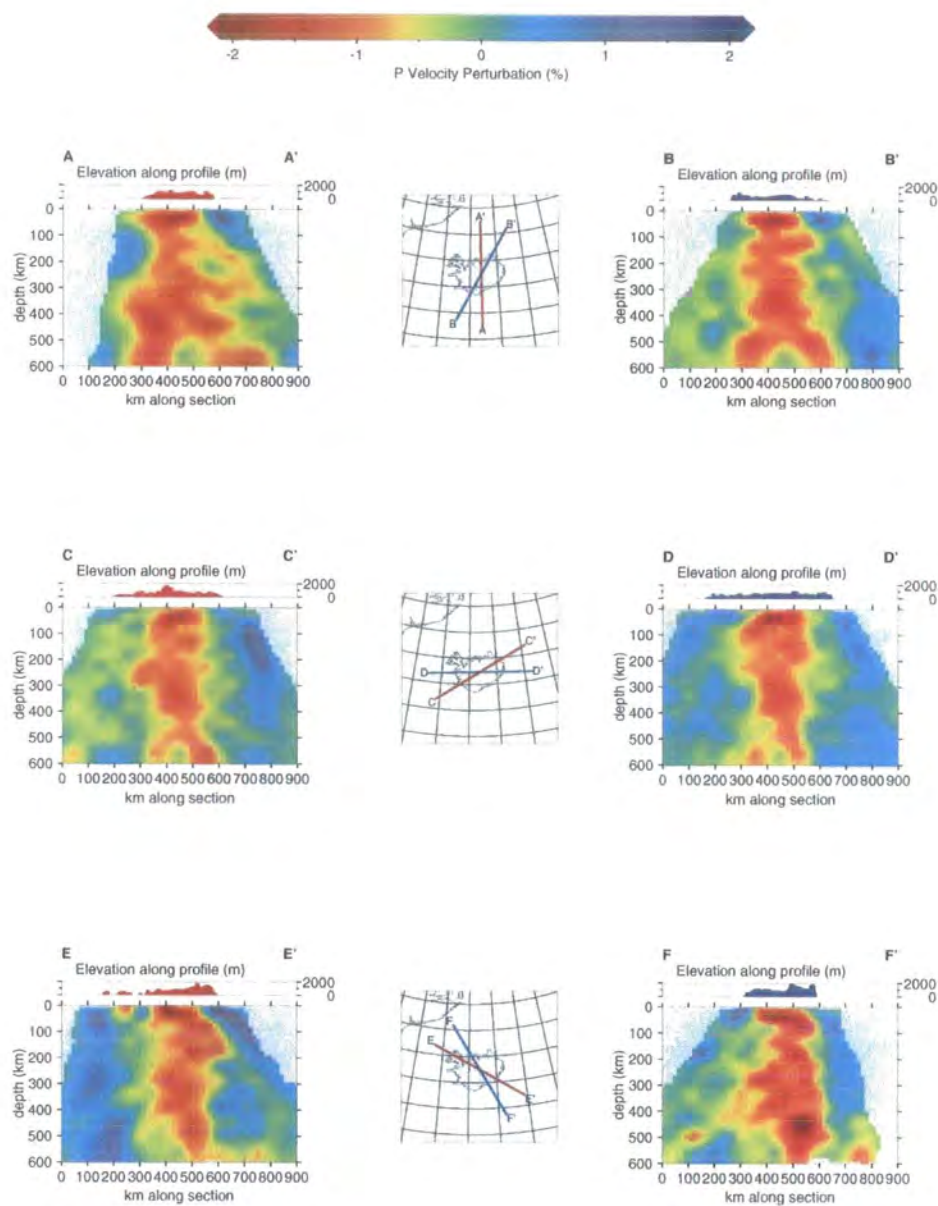 -2 -1 0 1 2
P Velocity Perturbation (%)
A A'
Elevation along profile (m)
2000
0
0
100
200
300
400
500
600
depth (km)
0 100 200 300 400 500 600 700 800 900
km along section
A'
B'
B
A
B B'
Elevation along profile (m)
2000
0
0
100
200
300
400
500
600
depth (km)
0 100 200 300 400 500 600 700 800 900
km along section
C C'
Elevation along profile (m)
2000
0
0
100
200
300
400
500
600
depth (km)
0 100 200 300 400 500 600 700 800 900
km along section
C'
D D'
C
D D'
Elevation along profile (m)
2000
0
0
100
200
300
400
500
600
depth (km)
0 100 200 300 400 500 600 700 800 900
km along section
E E'
Elevation along profile (m)
2000
0
0
100
200
300
400
500
600
depth (km)
0 100 200 300 400 500 600 700 800 900
km along section
F
E
E'
F'
F F'
Elevation along profile (m)
2000
0
0
100
200
300
400
500
600
depth (km)
0 100 200 300 400 500 600 700 800 900
km along section